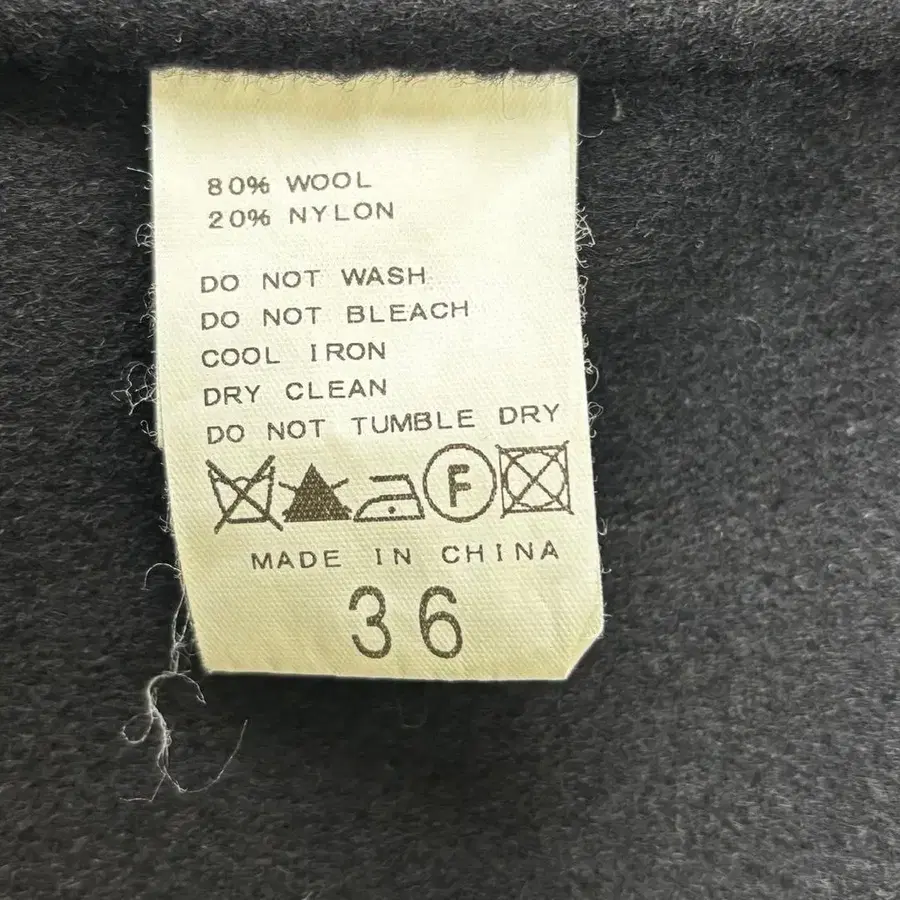 80% WOOL
20% NYLON
DO NOT WASH
DO NOT BLEACH
COOL IRON
DRY CLEAN
DO NOT TUMBLE DRY
F
MADE IN CHINA
36